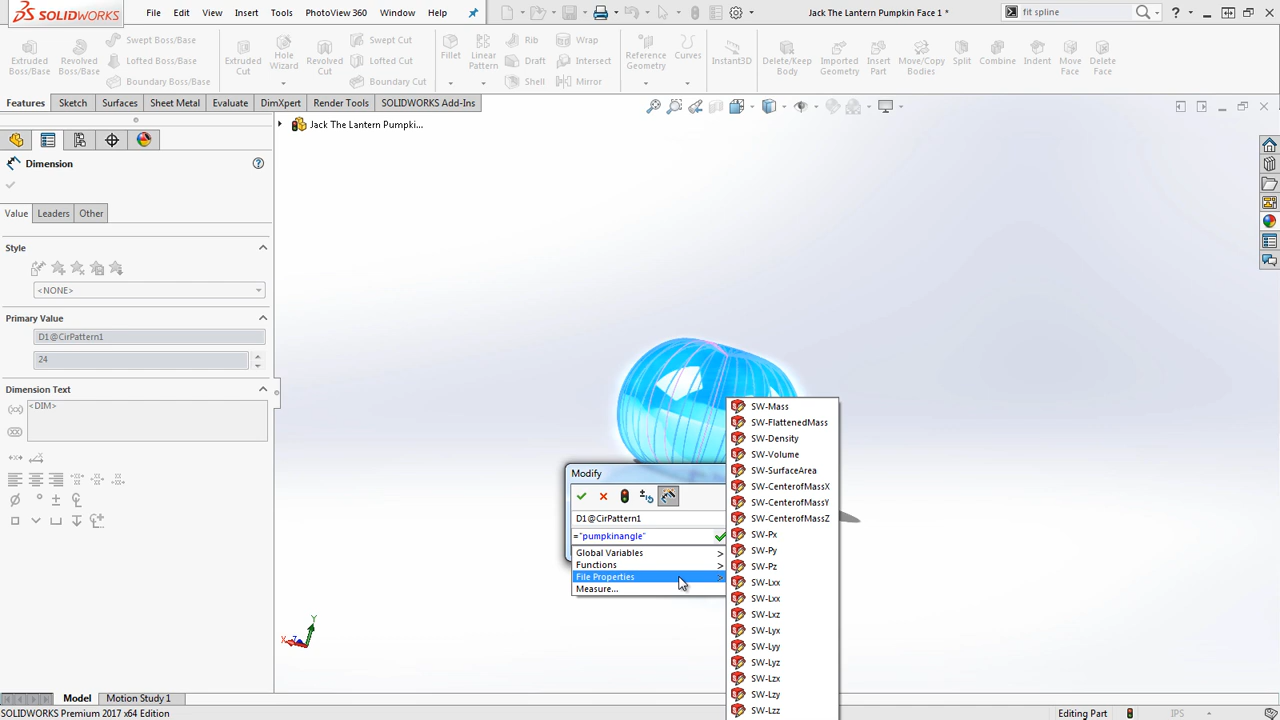 SOLIDWORKS
File Edit View Insert Tools PhotoView 360 Window Help
Jack The Lantern Pumpkin Face 1 *
fit spline
Extruded Boss/Base
Revolved Boss/Base
Swept Boss/Base
Lofted Boss/Base
Boundary Boss/Base
Extruded Cut
Hole Wizard
Revolved Cut
Swept Cut
Lofted Cut
Boundary Cut
Fillet
Linear Pattern
Rib
Draft
Shell
Wrap
Intersect
Mirror
Reference Geometry
Curves
Instant3D
Delete/Keep Body
Imported Geometry
Insert Part
Move/Copy Bodies
Split
Combine
Indent
Move Face
Delete Face
Features Sketch Surfaces Sheet Metal Evaluate DimXpert Render Tools SOLIDWORKS Add-Ins
Jack The Lantern Pumpki...
Dimension
Value Leaders Other
Style
<NONE>
Primary Value
D1@CirPattern1
24
Dimension Text
<DIM>
Modify
D1@CirPattern1
="pumpkinangle"
Global Variables >
Functions >
File Properties >
Measure...
SW-Mass
SW-FlattenedMass
SW-Density
SW-Volume
SW-SurfaceArea
SW-CenterofMassX
SW-CenterofMassY
SW-CenterofMassZ
SW-Px
SW-Py
SW-Pz
SW-Lxx
SW-Lxx
SW-Lxz
SW-Lyx
SW-Lyy
SW-Lyz
SW-Lzx
SW-Lzy
SW-Lzz
Y
X
Z
Model Motion Study 1
SOLIDWORKS Premium 2017 x64 Edition
Editing Part
IPS